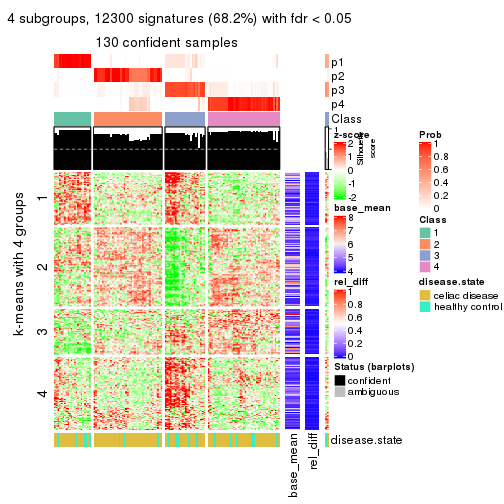 4 subgroups, 12300 signatures (68.2%) with fdr < 0.05
130 confident samples
p1
p2
p3
p4
Class
1
Silhouette
score
k-means with 4 groups
1
2
3
4
z-score
2
1
0
-1
-2
base_mean
8
7
6
5
4
rel_diff
1
0.8
0.6
0.4
0.2
0
Status (barplots)
confident
ambiguous
Prob
1
0.8
0.6
0.4
0.2
0
Class
1
2
3
4
disease.state
celiac disease
healthy control
disease.state
base_mean
rel_diff